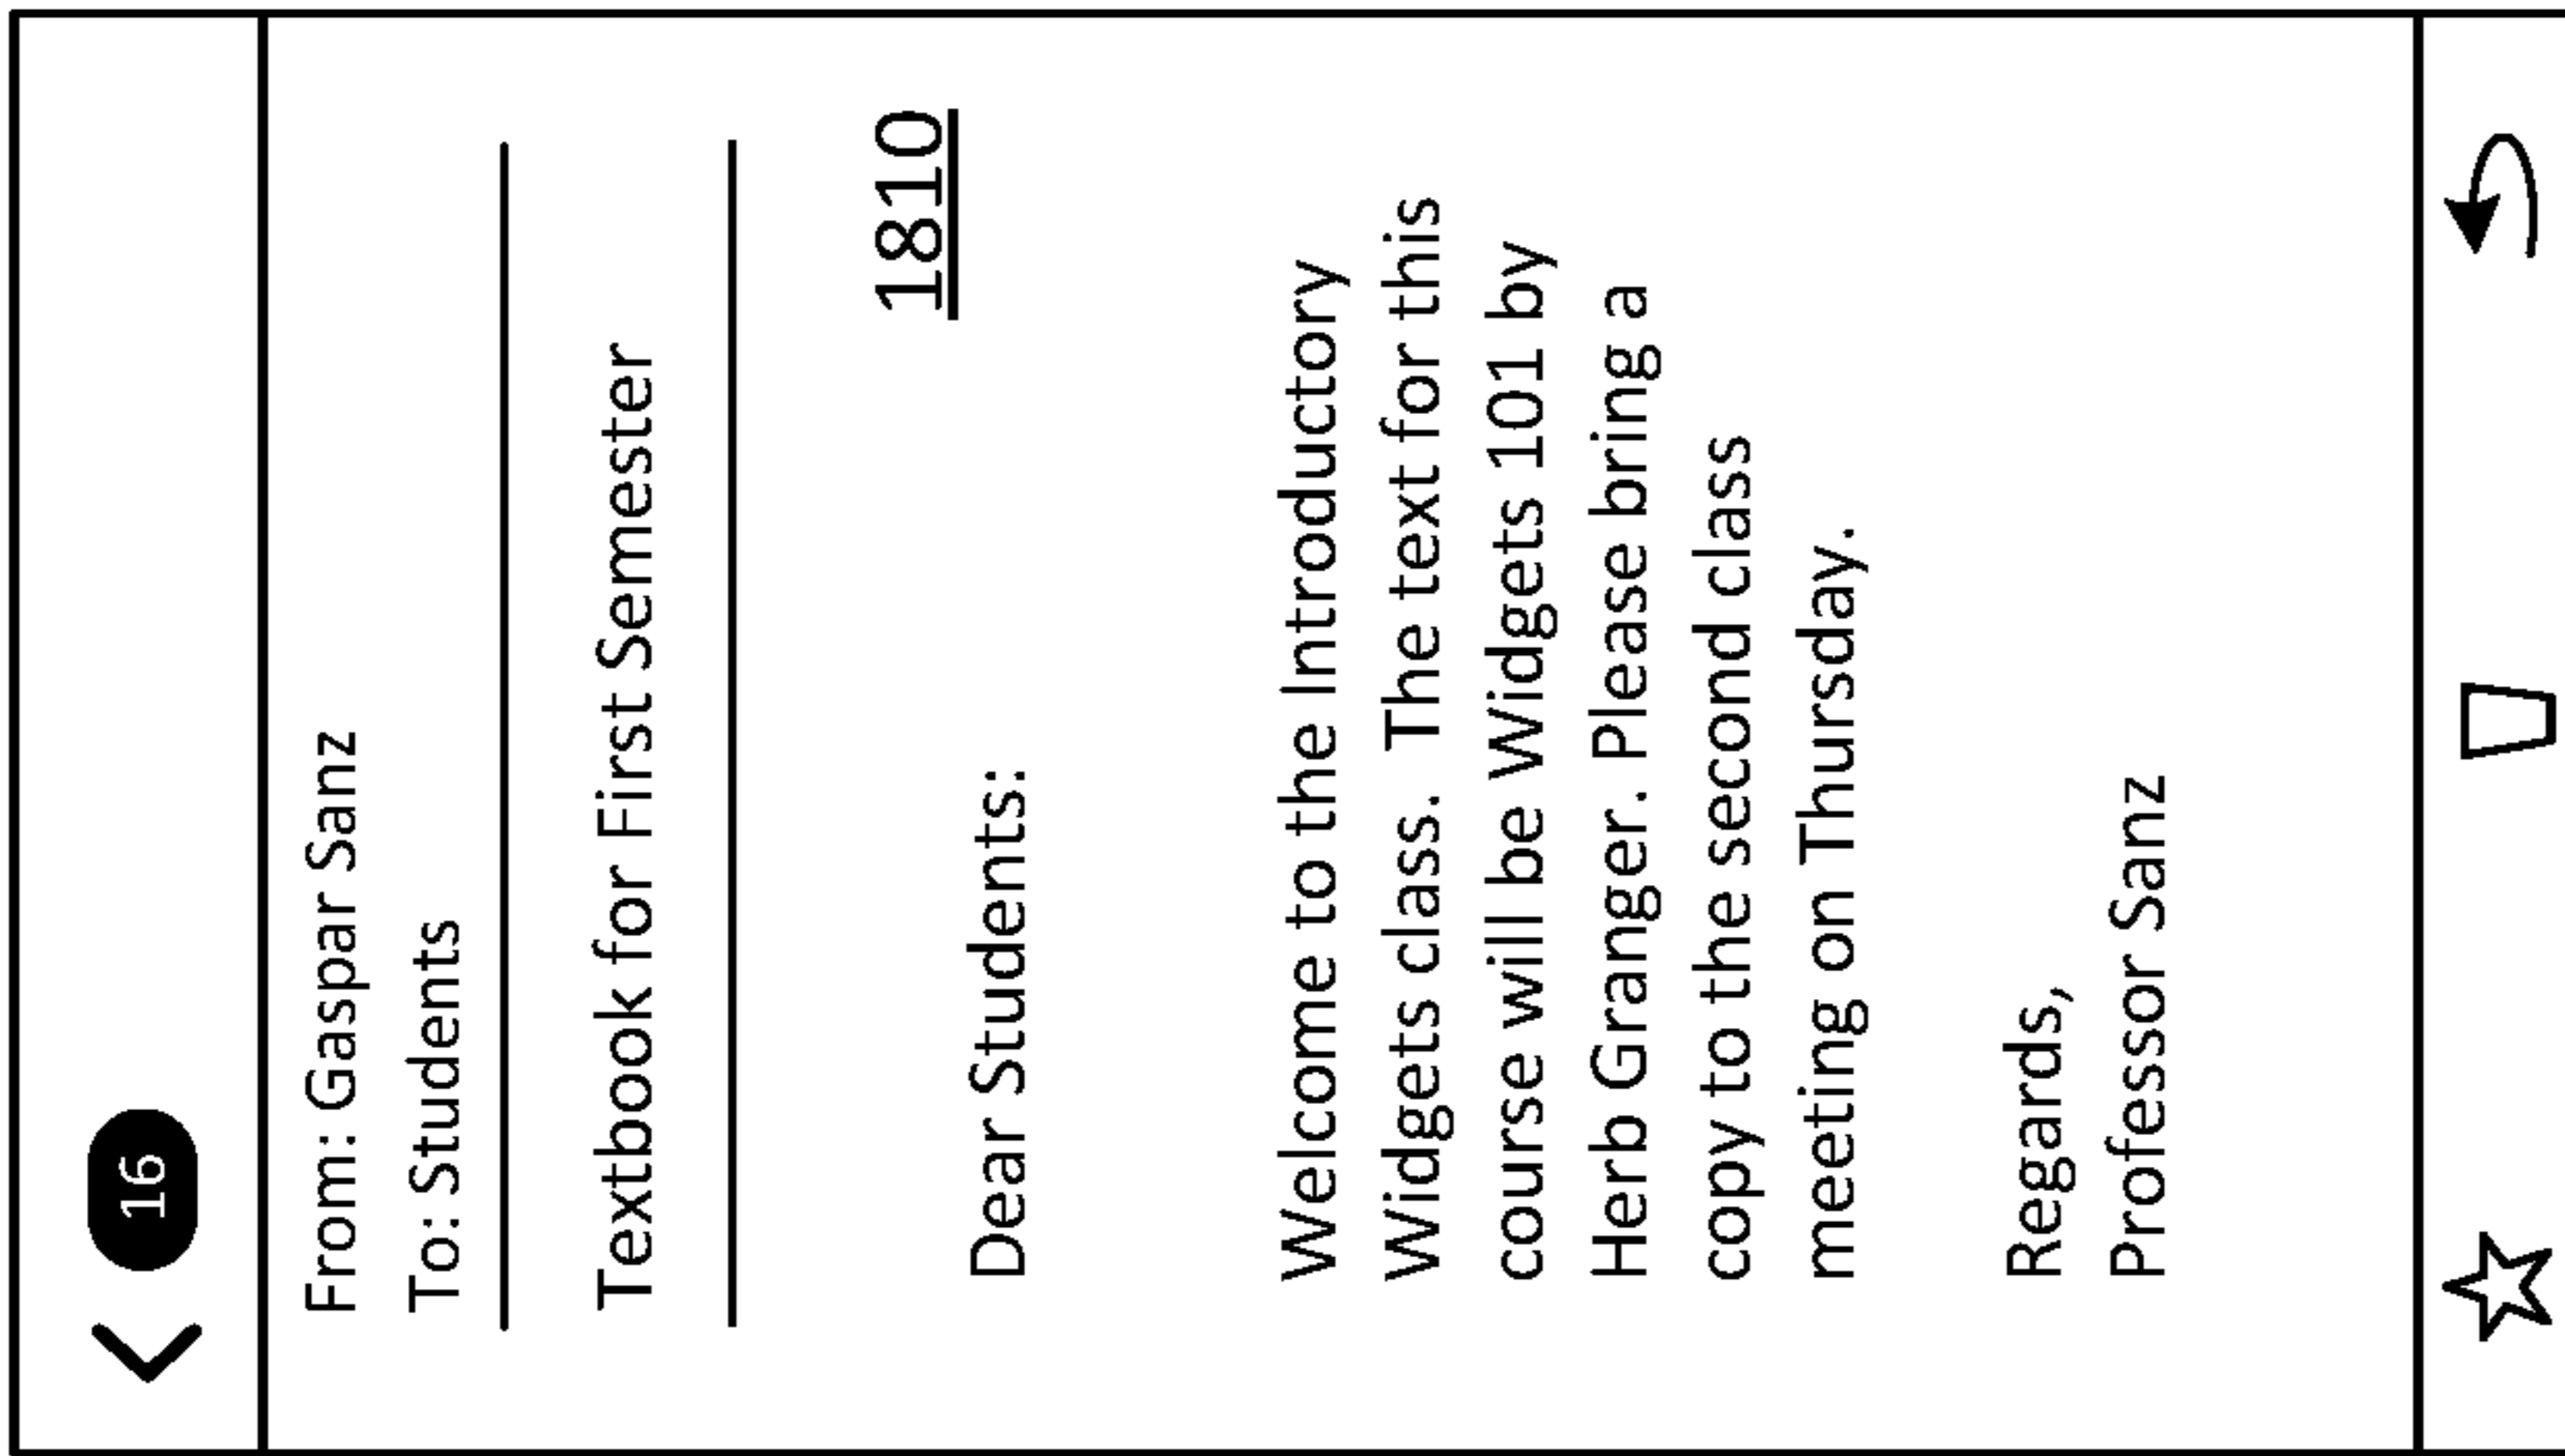 16
From: Gaspar Sanz
To: Students
Textbook for First Semester
1810
Dear Students:
Welcome to the Introductory
Widgets class.  The text for this
course will be Widgets 101 by
Herb Granger. Please bring a
copy to the second class
meeting on Thursday.
Regards,
Professor Sanz